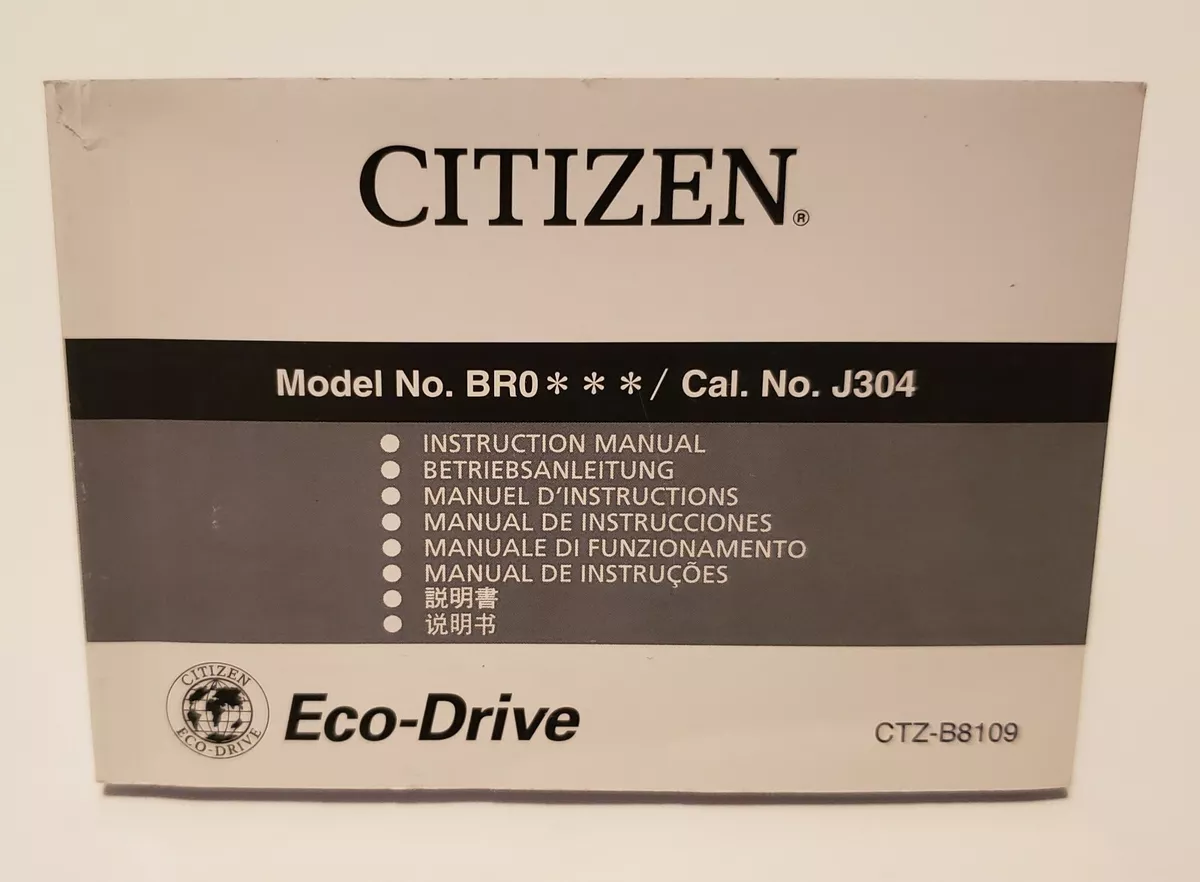 CITIZEN®
Model No. BR0＊＊＊/ Cal. No. J304
● INSTRUCTION MANUAL
● BETRIEBSANLEITUNG
● MANUEL D'INSTRUCTIONS
● MANUAL DE INSTRUCCIONES
● MANUALE DI FUNZIONAMENTO
● MANUAL DE INSTRUÇÕES
● 説明書
● 说明书
CITIZEN
ECO-DRIVE
Eco-Drive
CTZ-B8109